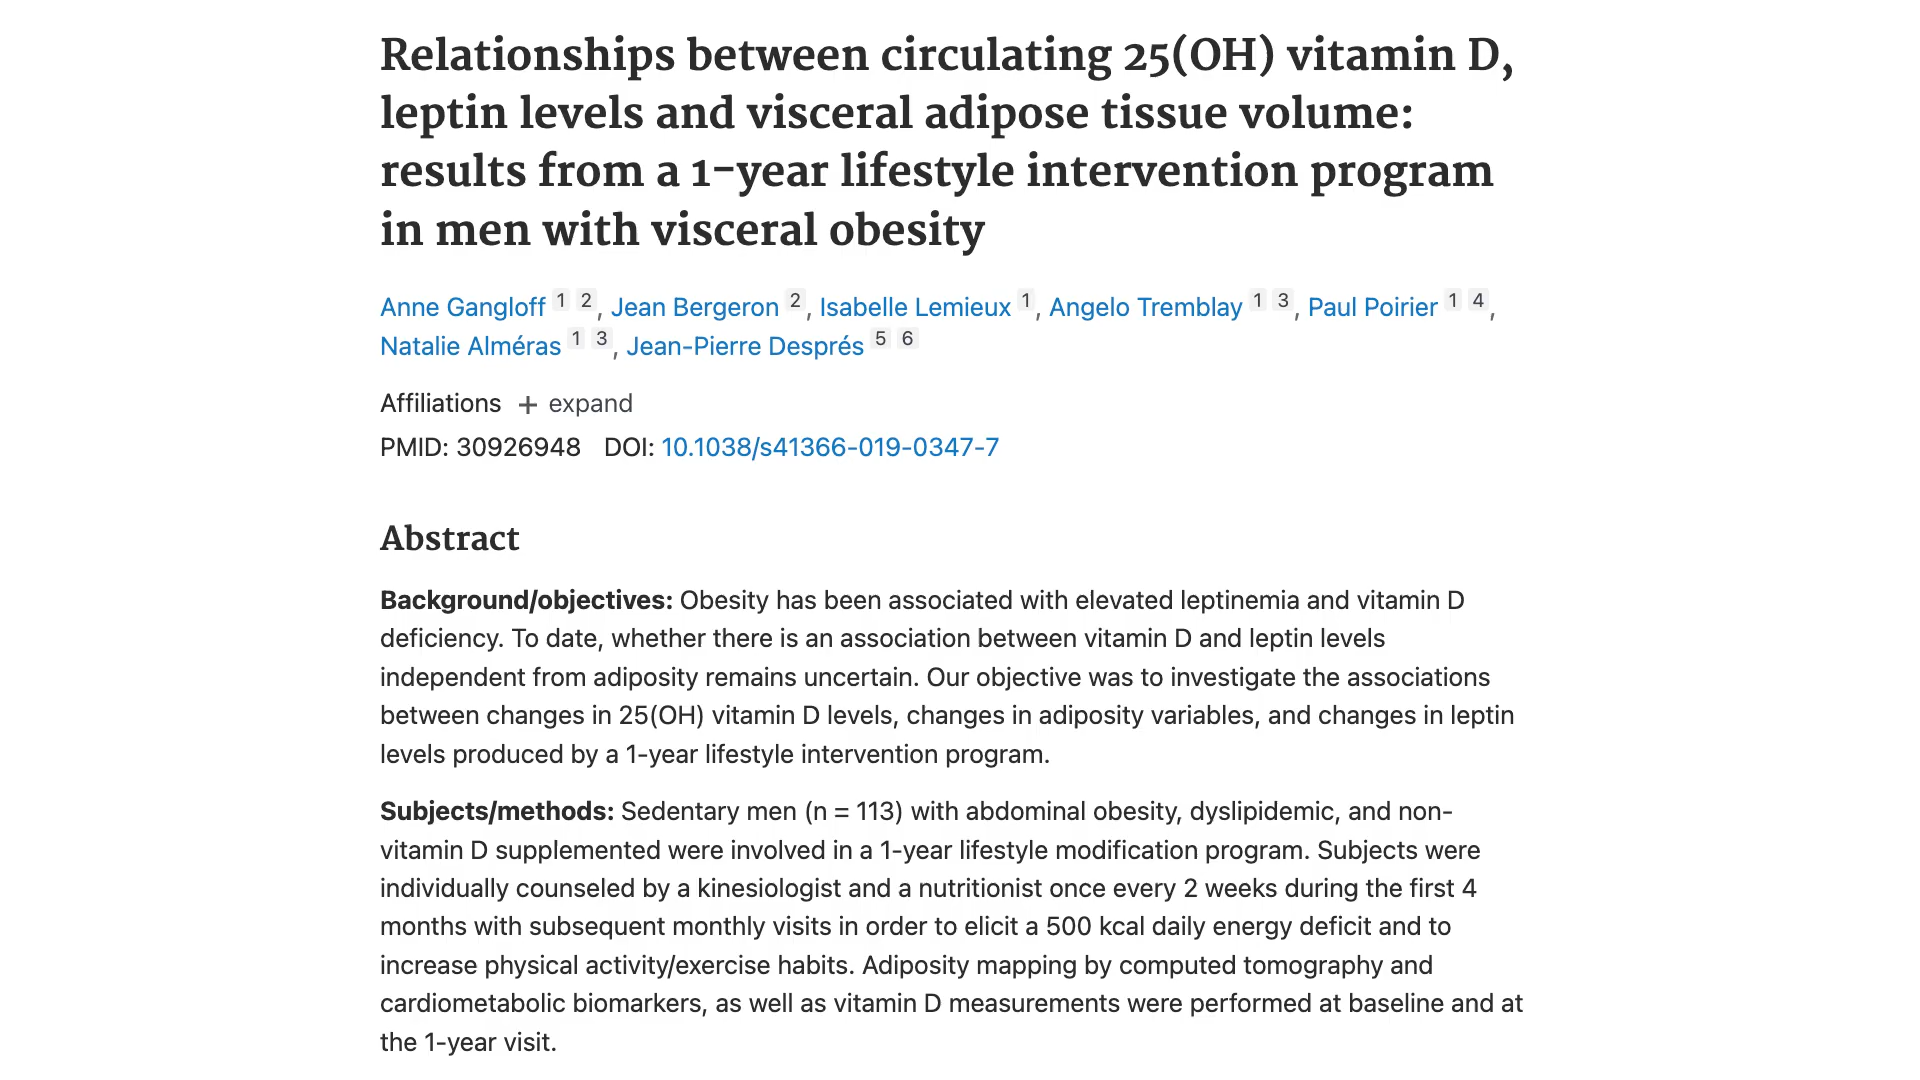 Relationships between circulating 25(OH) vitamin D,
leptin levels and visceral adipose tissue volume:
results from a 1-year lifestyle intervention program
in men with visceral obesity
Anne Gangloff 1 2, Jean Bergeron 2, Isabelle Lemieux 1, Angelo Tremblay 1 3, Paul Poirier 1 4,
Natalie Alméras 1 3, Jean-Pierre Després 5 6
Affiliations + expand
PMID: 30926948 DOI: 10.1038/s41366-019-0347-7
Abstract
Background/objectives: Obesity has been associated with elevated leptinemia and vitamin D
deficiency. To date, whether there is an association between vitamin D and leptin levels
independent from adiposity remains uncertain. Our objective was to investigate the associations
between changes in 25(OH) vitamin D levels, changes in adiposity variables, and changes in leptin
levels produced by a 1-year lifestyle intervention program.
Subjects/methods: Sedentary men (n = 113) with abdominal obesity, dyslipidemic, and non-
vitamin D supplemented were involved in a 1-year lifestyle modification program. Subjects were
individually counseled by a kinesiologist and a nutritionist once every 2 weeks during the first 4
months with subsequent monthly visits in order to elicit a 500 kcal daily energy deficit and to
increase physical activity/exercise habits. Adiposity mapping by computed tomography and
cardiometabolic biomarkers, as well as vitamin D measurements were performed at baseline and at
the 1-year visit.